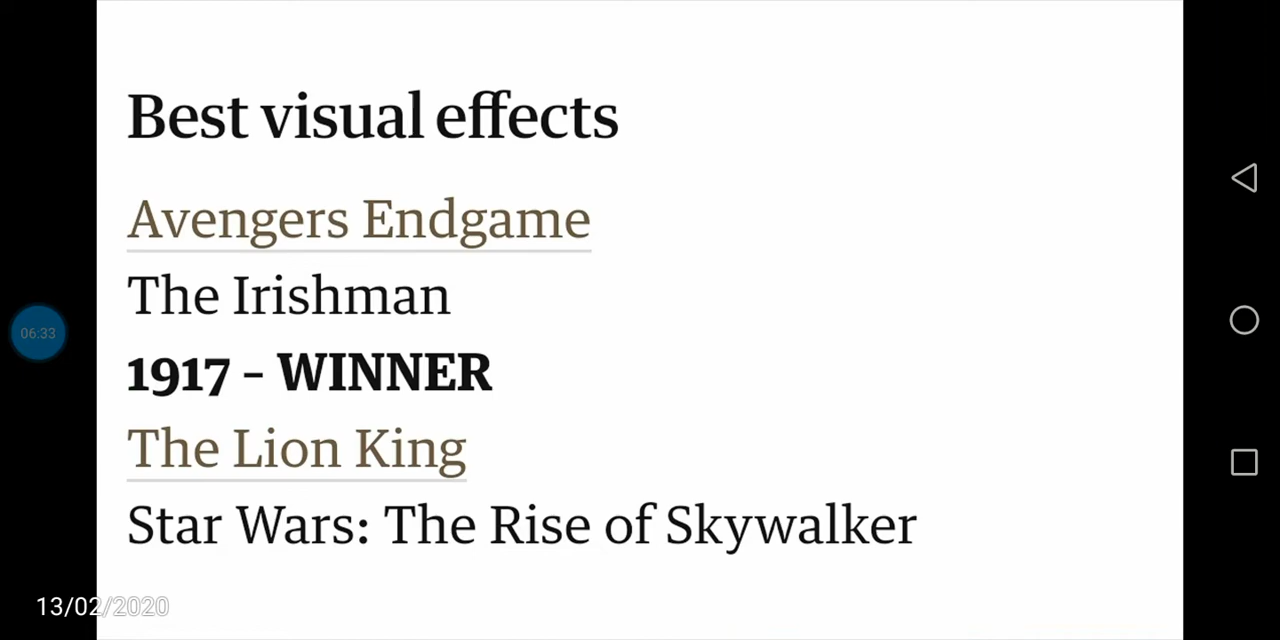 Best visual effects
Avengers Endgame
The Irishman
1917 – WINNER
The Lion King
Star Wars: The Rise of Skywalker
06:33
13/02/2020